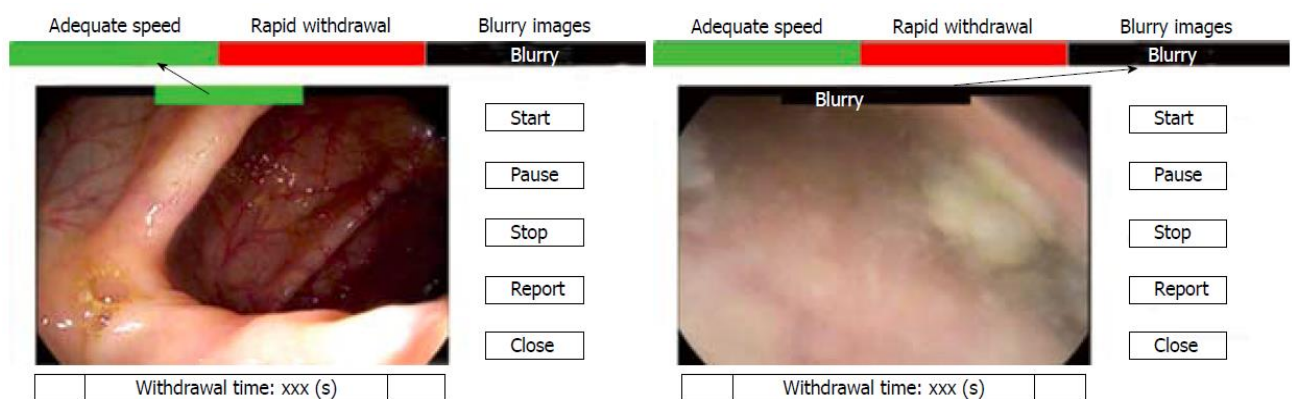 Adequate speed Rapid withdrawal Blurry images Adequate speed Rapid withdrawal Blurry images
Blurry Blurry
Blurry
Start Start
Pause Pause
Stop Stop
Report Report
Close Close
Withdrawal time: xxx (s) Withdrawal time: xxx (s)